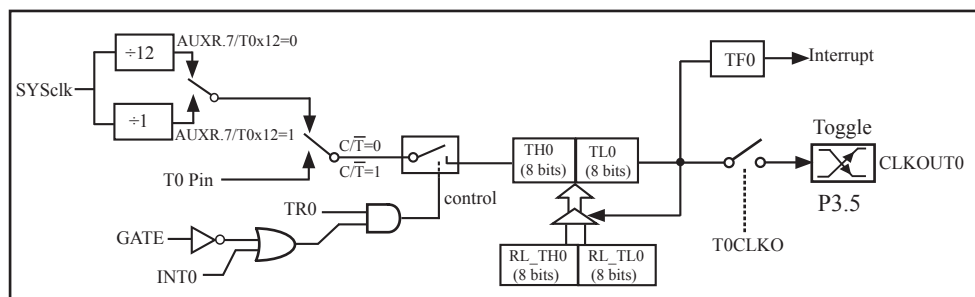 ÷12
AUXR.7/T0x12=0
SYSclk
÷1
AUXR.7/T0x12=1
T0 Pin
C/T̅=0
C/T̅=1
control
TR0
GATE
INT0
TH0
(8 bits)
TL0
(8 bits)
RL_TH0
(8 bits)
RL_TL0
(8 bits)
TF0
Interrupt
Toggle
CLKOUT0
P3.5
T0CLKO